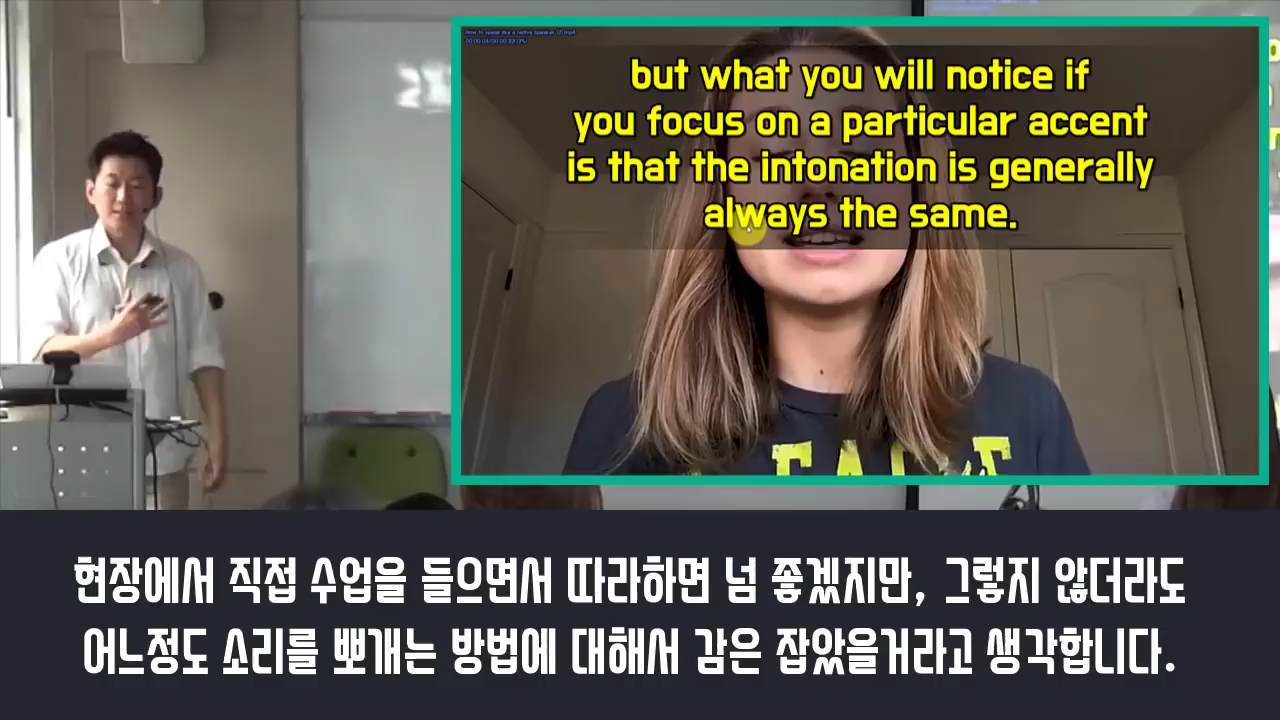 but what you will notice if
you focus on a particular accent
is that the intonation is generally
always the same.
현장에서 직접 수업을 들으면서 따라하면 넘 좋겠지만, 그렇지 않더라도
어느정도 소리를 뽀개는 방법에 대해서 감은 잡았을거라고 생각합니다.